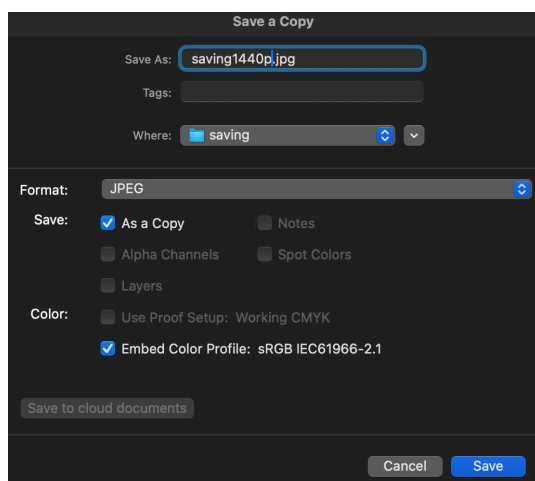 Save a Copy
Save As: saving1440p.jpg
Tags:
Where: saving
Format: JPEG
Save: As a Copy Notes
Alpha Channels Spot Colors
Layers
Color: Use Proof Setup: Working CMYK
Embed Color Profile: sRGB IEC61966-2.1
Save to cloud documents
Cancel Save